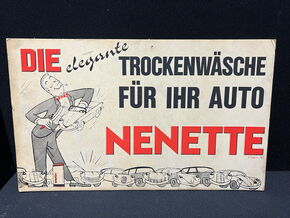 DIE elegante
TROCKENWÄSCHE
FÜR IHR AUTO
NENETTE